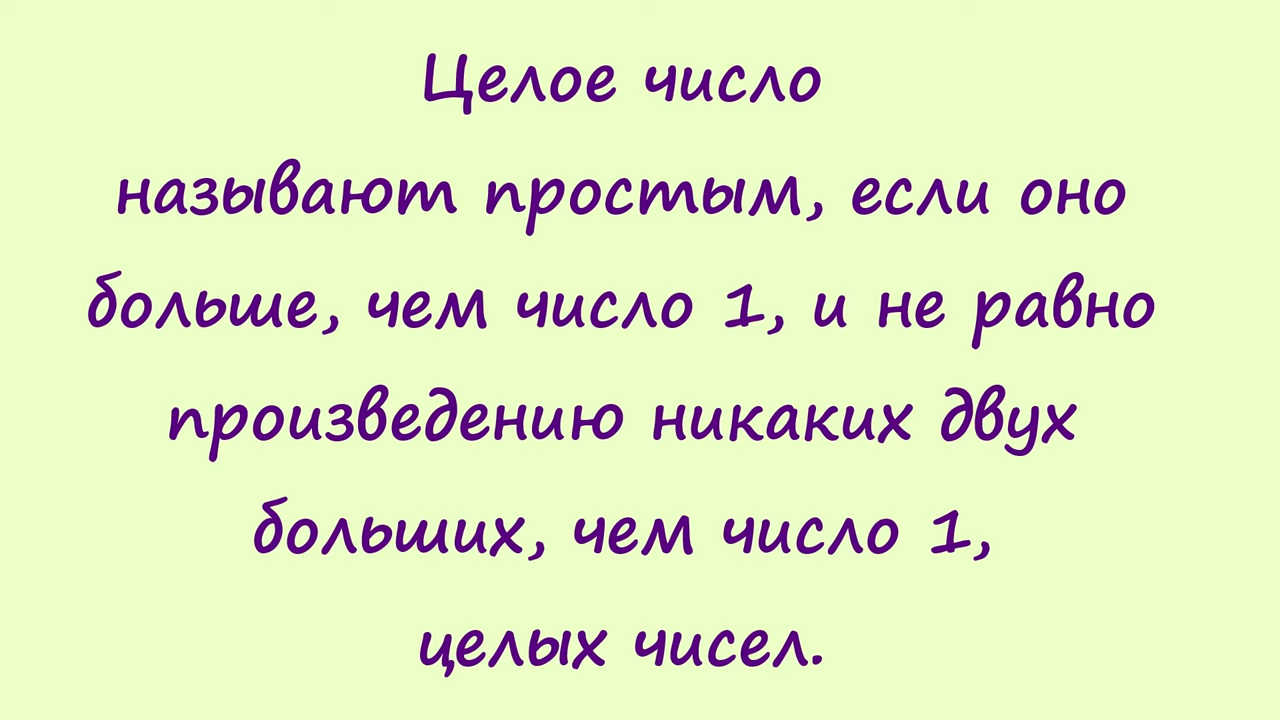 Целое число
называют простым, если оно
больше, чем число 1, и не равно
произведению никаких двух
больших, чем число 1,
целых чисел.